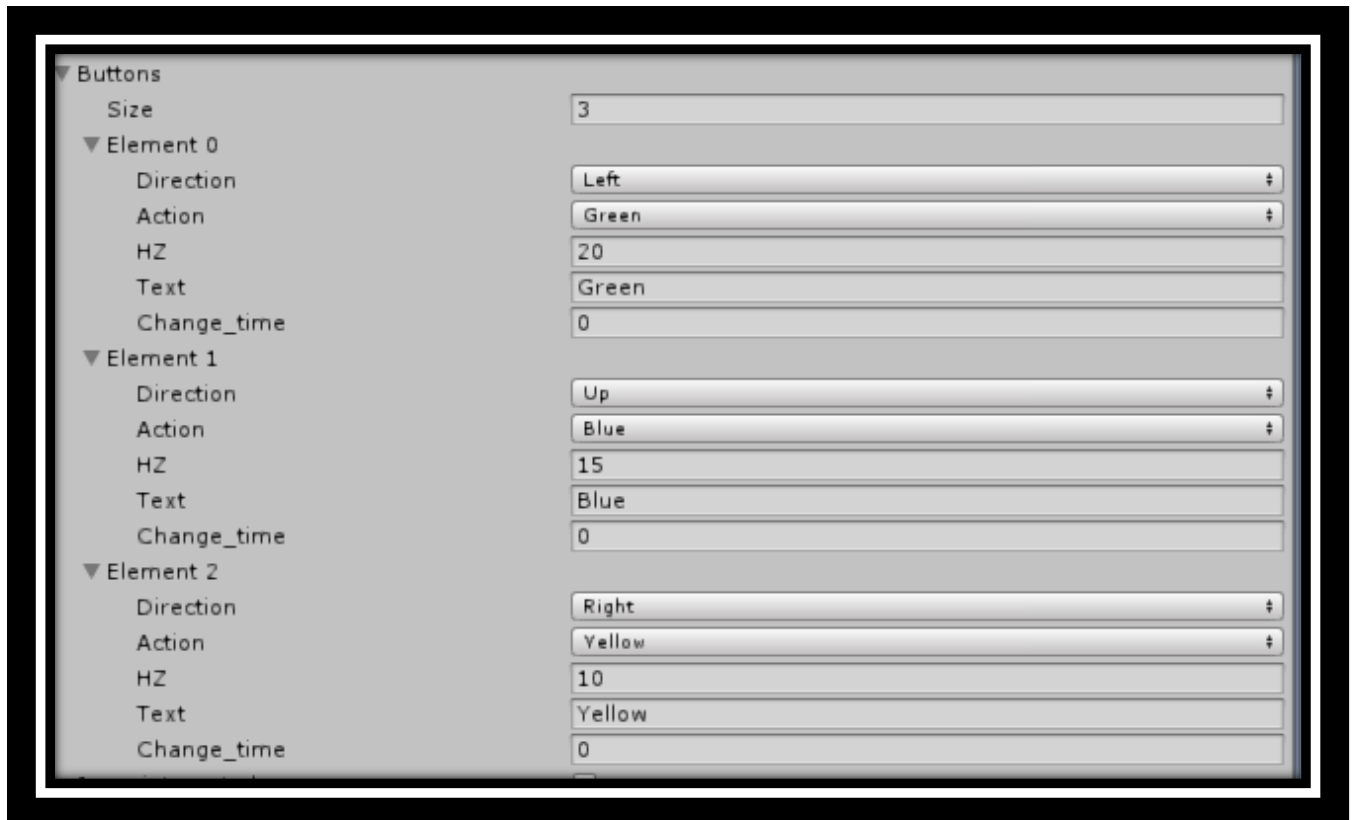 Buttons
Size 3
Element 0
Direction Left
Action Green
HZ 20
Text Green
Change_time 0
Element 1
Direction Up
Action Blue
HZ 15
Text Blue
Change_time 0
Element 2
Direction Right
Action Yellow
HZ 10
Text Yellow
Change_time 0